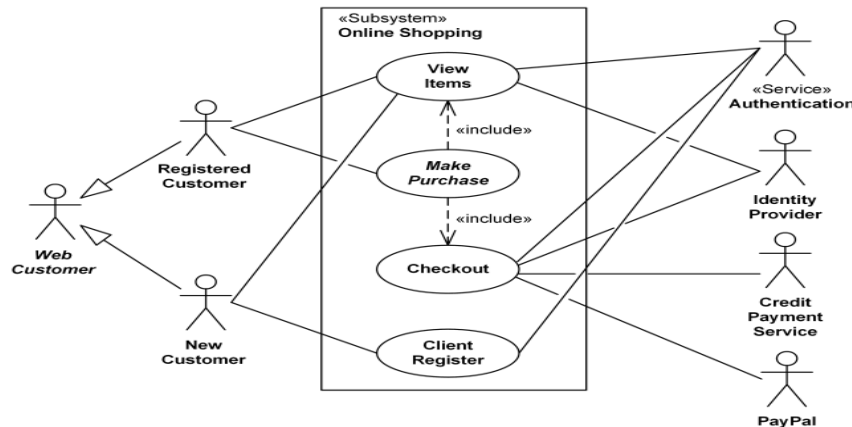 «Subsystem»
Online Shopping
View
Items
«include»
Make
Purchase
«include»
Checkout
Client
Register
Registered
Customer
Web
Customer
New
Customer
«Service»
Authentication
Identity
Provider
Credit
Payment
Service
PayPal